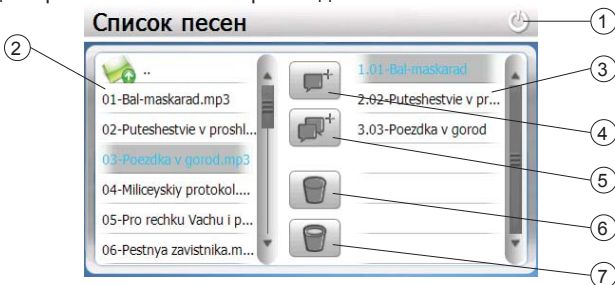 Список песен
1
2
..
01-Bal-maskarad.mp3
02-Puteshestvie v proshl...
03-Poezdka v gorod.mp3
04-Miliceyskiy protokol....
05-Pro rechku Vachu i p...
06-Pestnya zavistnika.m...
1.01-Bal-maskarad
2.02-Puteshestvie v pr...
3.03-Poezdka v gorod
3
4
5
6
7